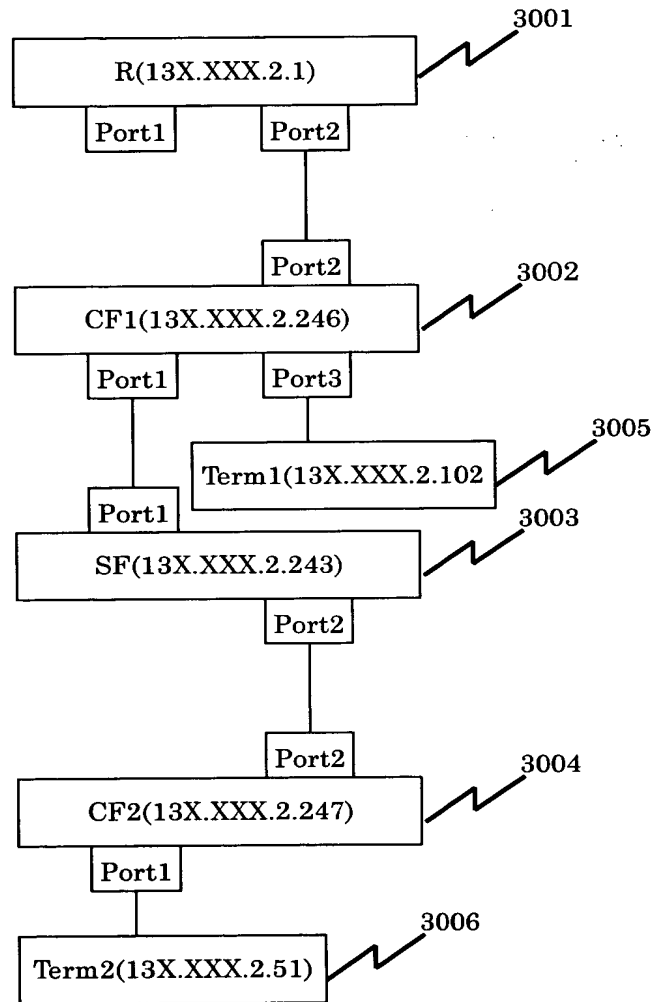 3001
R(13X.XXX.2.1)
Port1
Port2
Port2
3002
CF1(13X.XXX.2.246)
Port1
Port3
3005
Term1(13X.XXX.2.102
Port1
3003
SF(13X.XXX.2.243)
Port2
Port2
3004
CF2(13X.XXX.2.247)
Port1
3006
Term2(13X.XXX.2.51)